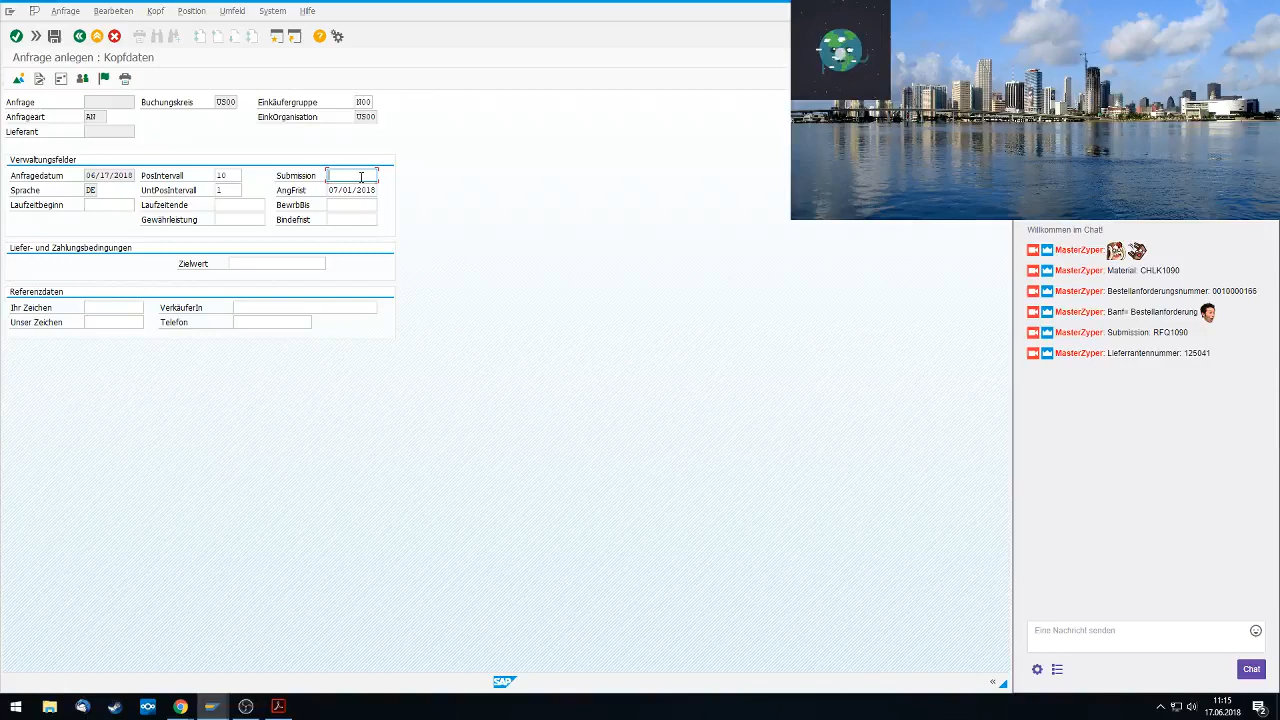 Anfrage Bearbeiten Kopf Position Umfeld System Hilfe
Anfrage anlegen : Kopfdaten
Anfrage Buchungskreis US00 Einkäufergruppe N00
Anfrageart AN EinkOrganisation US00
Lieferant
Verwaltungsfelder
Anfragedatum 06/17/2018 PosIntervall 10 Submission
Sprache DE UntPosIntervall 1 AngFrist 07/01/2018
Laufzeitbeginn Laufzeitende BewrbBis
Gewährleistung Bindefrist
Liefer- und Zahlungsbedingungen
Zielwert
Referenzdaten
Ihr Zeichen VerkäuferIn
Unser Zeichen Telefon
Willkommen im Chat!
MasterZyper:
MasterZyper: Material: CHLK1090
MasterZyper: Bestellanforderungsnummer: 0010000166
MasterZyper: Banf= Bestellanforderung
MasterZyper: Submission: RFQ1090
MasterZyper: Lieferrantennummer: 125041
Eine Nachricht senden
Chat
SAP
«
11:15
17.06.2018
2